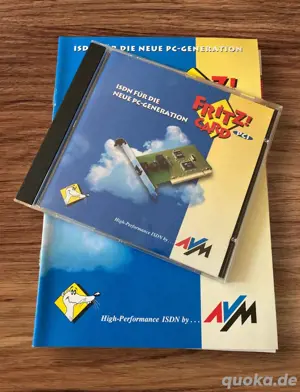 ISDN FÜR DIE NEUE PC-GENERATION
ISDN FÜR DIE
NEUE PC-GENERATION
FRITZ!
CARD PCI
High-Performance ISDN by...
AVM
High-Performance ISDN by...
AVM
quoka.de